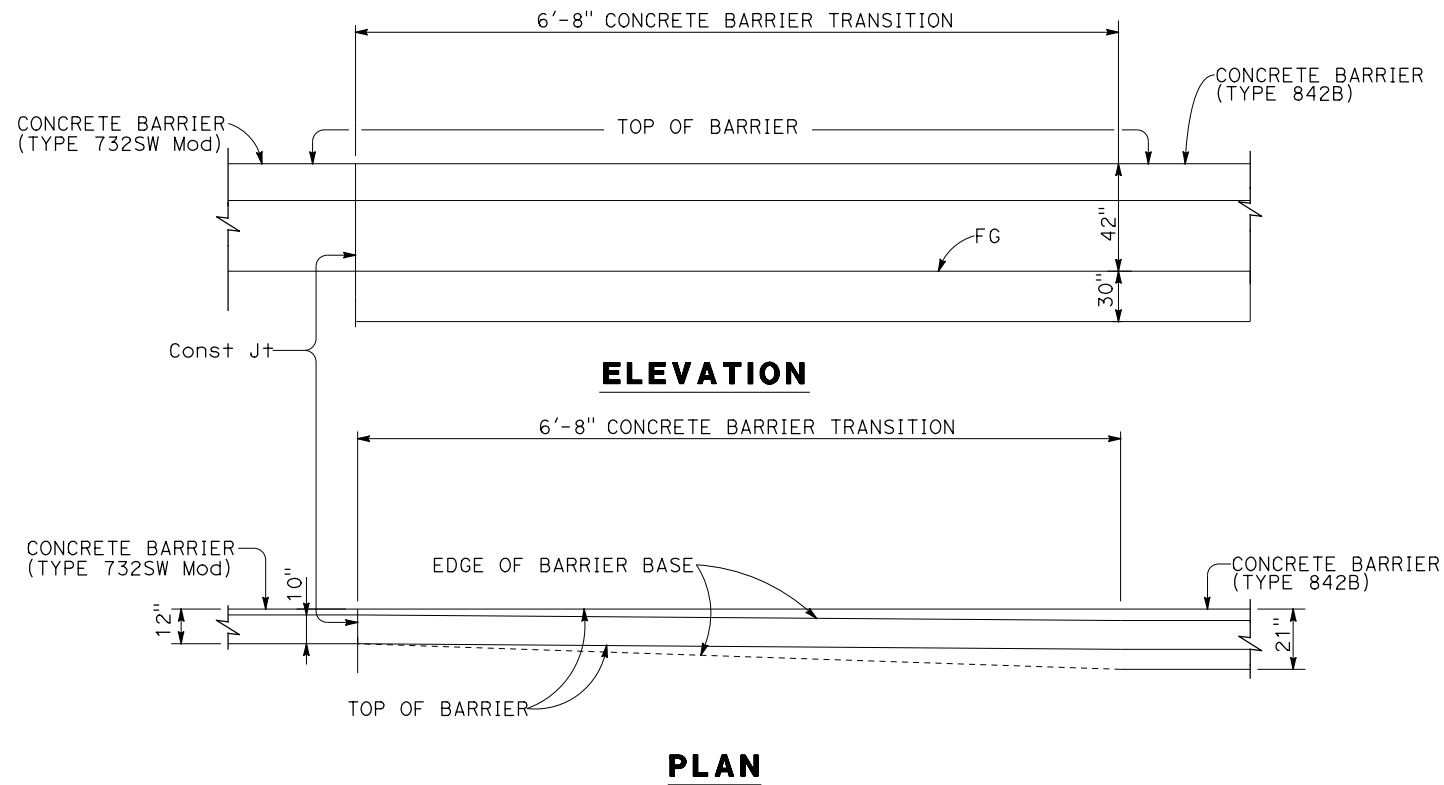 6'-8" CONCRETE BARRIER TRANSITION
CONCRETE BARRIER
(TYPE 842B)
CONCRETE BARRIER
(TYPE 732SW Mod)
TOP OF BARRIER
42"
FG
30"
Const Jt
ELEVATION
6'-8" CONCRETE BARRIER TRANSITION
CONCRETE BARRIER
(TYPE 732SW Mod)
EDGE OF BARRIER BASE
CONCRETE BARRIER
(TYPE 842B)
10"
12"
21"
TOP OF BARRIER
PLAN